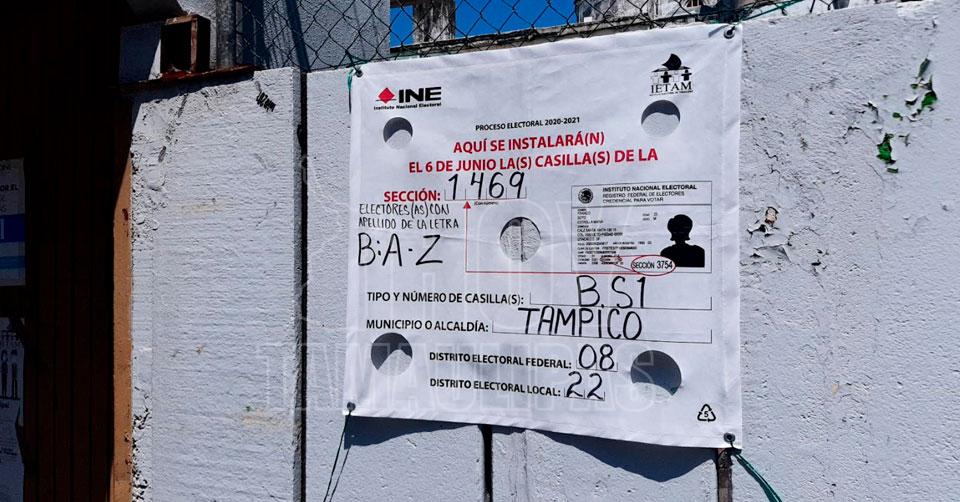 INE
Instituto Nacional Electoral
IETAM
PROCESO ELECTORAL 2020-2021
AQUÍ SE INSTALARÁ(N)
EL 6 DE JUNIO LA(S) CASILLA(S) DE LA
SECCIÓN: 1469
ELECTORES(AS) CON
APELLIDO DE LA LETRA
B:A-Z
INSTITUTO NACIONAL ELECTORAL
REGISTRO FEDERAL DE ELECTORES
CREDENCIAL PARA VOTAR
SECCIÓN 3754
TIPO Y NÚMERO DE CASILLA(S): B.S1
MUNICIPIO O ALCALDÍA: TAMPICO
DISTRITO ELECTORAL FEDERAL: 08
DISTRITO ELECTORAL LOCAL: 22
5
TAMAULIPAS